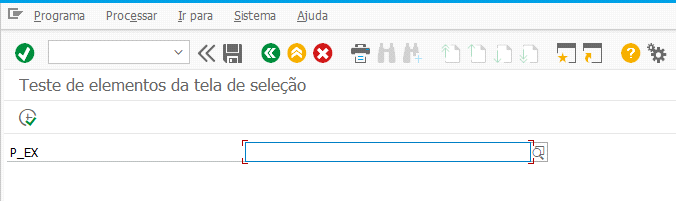 Programa Processar Ir para Sistema Ajuda
Teste de elementos da tela de seleção
P_EX